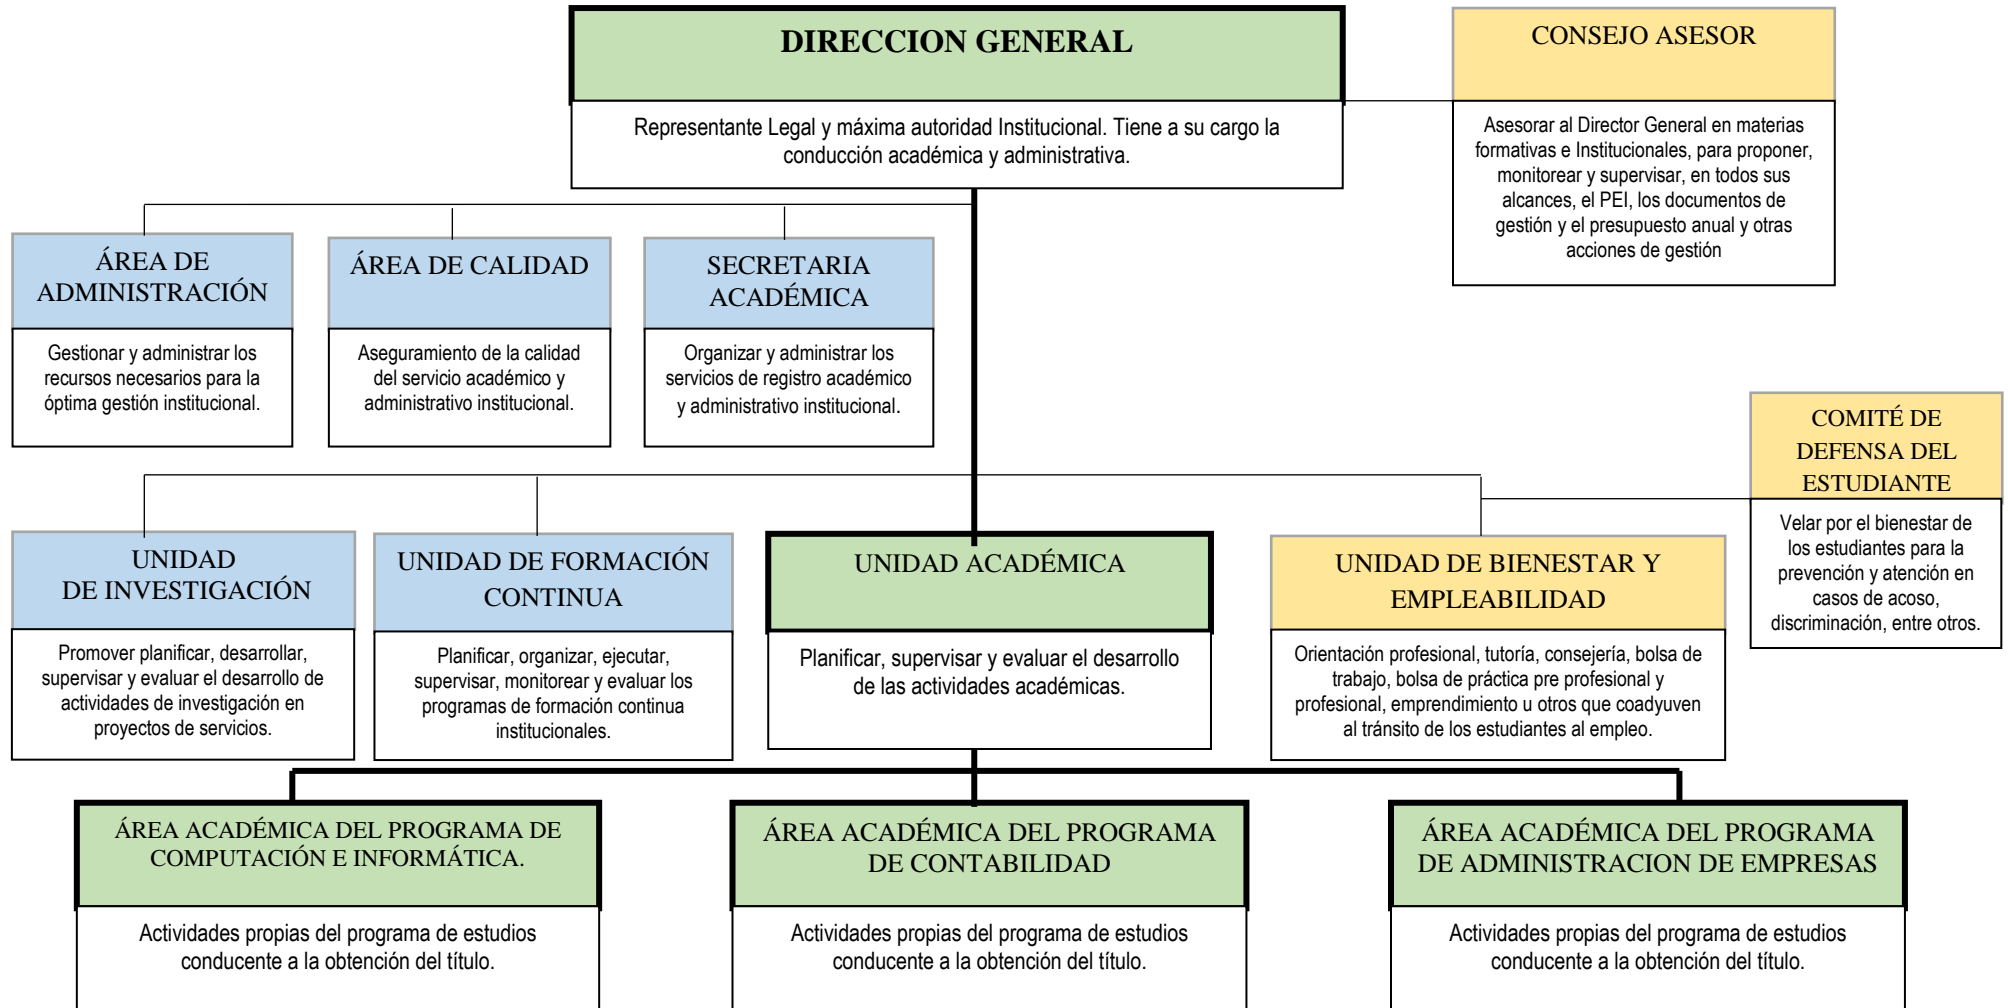 DIRECCION GENERAL
Representante Legal y máxima autoridad Institucional. Tiene a su cargo la
conducción académica y administrativa.
CONSEJO ASESOR
Asesorar al Director General en materias
formativas e Institucionales, para proponer,
monitorear y supervisar, en todos sus
alcances, el PEI, los documentos de
gestión y el presupuesto anual y otras
acciones de gestión
ÁREA DE
ADMINISTRACIÓN
Gestionar y administrar los
recursos necesarios para la
óptima gestión institucional.
ÁREA DE CALIDAD
Aseguramiento de la calidad
del servicio académico y
administrativo institucional.
SECRETARIA
ACADÉMICA
Organizar y administrar los
servicios de registro académico
y administrativo institucional.
COMITÉ DE
DEFENSA DEL
ESTUDIANTE
Velar por el bienestar de
los estudiantes para la
prevención y atención en
casos de acoso,
discriminación, entre otros.
UNIDAD
DE INVESTIGACIÓN
Promover planificar, desarrollar,
supervisar y evaluar el desarrollo de
actividades de investigación en
proyectos de servicios.
UNIDAD DE FORMACIÓN
CONTINUA
Planificar, organizar, ejecutar,
supervisar, monitorear y evaluar los
programas de formación continua
institucionales.
UNIDAD ACADÉMICA
Planificar, supervisar y evaluar el desarrollo
de las actividades académicas.
UNIDAD DE BIENESTAR Y
EMPLEABILIDAD
Orientación profesional, tutoría, consejería, bolsa de
trabajo, bolsa de práctica pre profesional y
profesional, emprendimiento u otros que coadyuven
al tránsito de los estudiantes al empleo.
ÁREA ACADÉMICA DEL PROGRAMA DE
COMPUTACIÓN E INFORMÁTICA.
Actividades propias del programa de estudios
conducente a la obtención del título.
ÁREA ACADÉMICA DEL PROGRAMA
DE CONTABILIDAD
Actividades propias del programa de estudios
conducente a la obtención del título.
ÁREA ACADÉMICA DEL PROGRAMA
DE ADMINISTRACION DE EMPRESAS
Actividades propias del programa de estudios
conducente a la obtención del título.